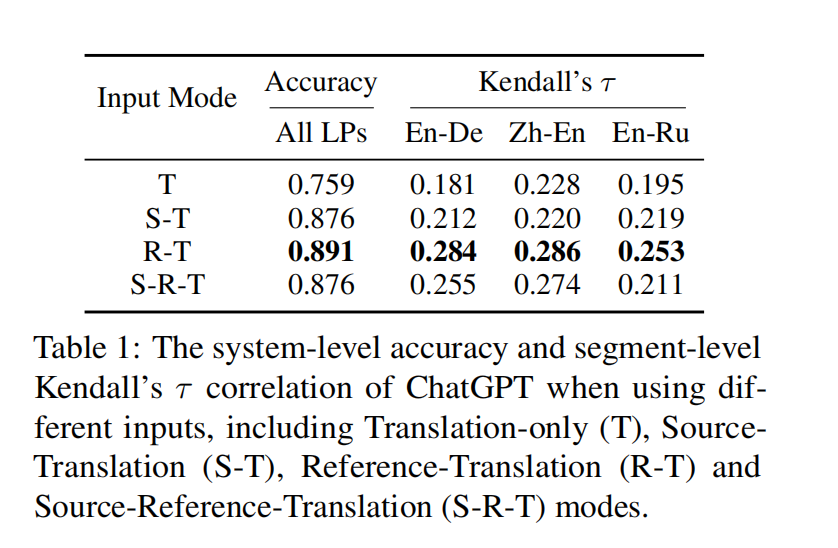 Input Mode Accuracy Kendall's τ
All LPs En-De Zh-En En-Ru
T 0.759 0.181 0.228 0.195
S-T 0.876 0.212 0.220 0.219
R-T 0.891 0.284 0.286 0.253
S-R-T 0.876 0.255 0.274 0.211
Table 1: The system-level accuracy and segment-level
Kendall's τ correlation of ChatGPT when using dif-
ferent inputs, including Translation-only (T), Source-
Translation (S-T), Reference-Translation (R-T) and
Source-Reference-Translation (S-R-T) modes.